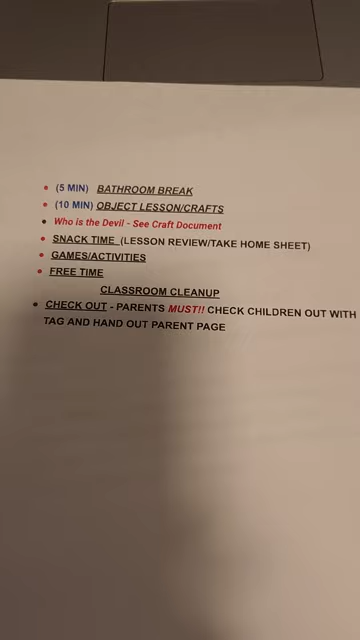 • (5 MIN) BATHROOM BREAK
• (10 MIN) OBJECT LESSON/CRAFTS
• Who is the Devil - See Craft Document
• SNACK TIME (LESSON REVIEW/TAKE HOME SHEET)
• GAMES/ACTIVITIES
• FREE TIME
CLASSROOM CLEANUP
• CHECK OUT - PARENTS MUST!! CHECK CHILDREN OUT WITH
TAG AND HAND OUT PARENT PAGE